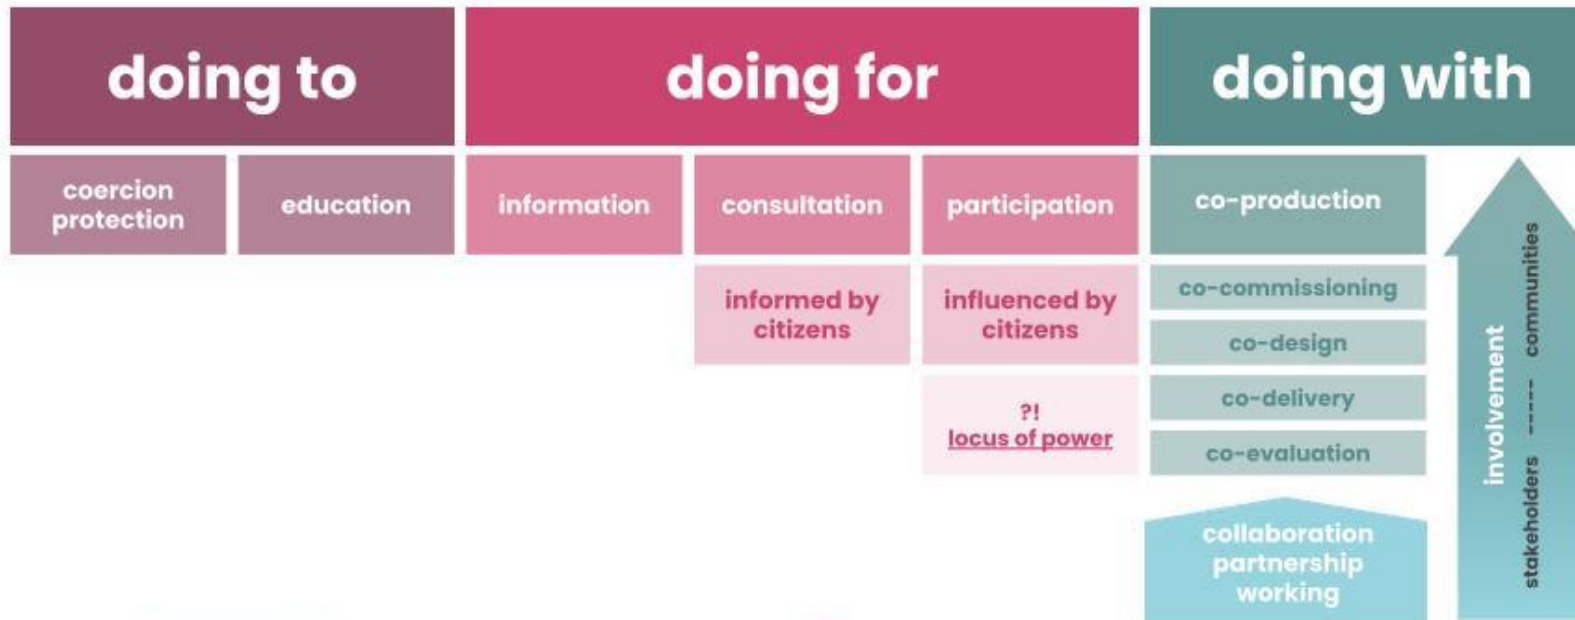 doing to
doing for
doing with
coercion
protection
education
information
consultation
participation
co-production
informed by
citizens
influenced by
citizens
?!
locus of power
co-commissioning
co-design
co-delivery
co-evaluation
collaboration
partnership
working
involvement
stakeholders ----- communities